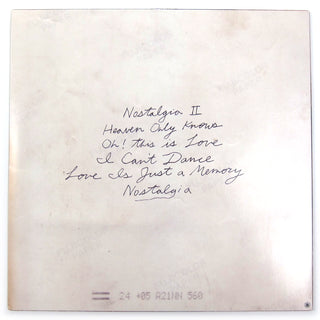 Nostalgia II
Heaven Only Knows
Oh! this is Love
I Can't Dance
Love Is Just a Memory
Nostalgia
24 +05 A21NN 560